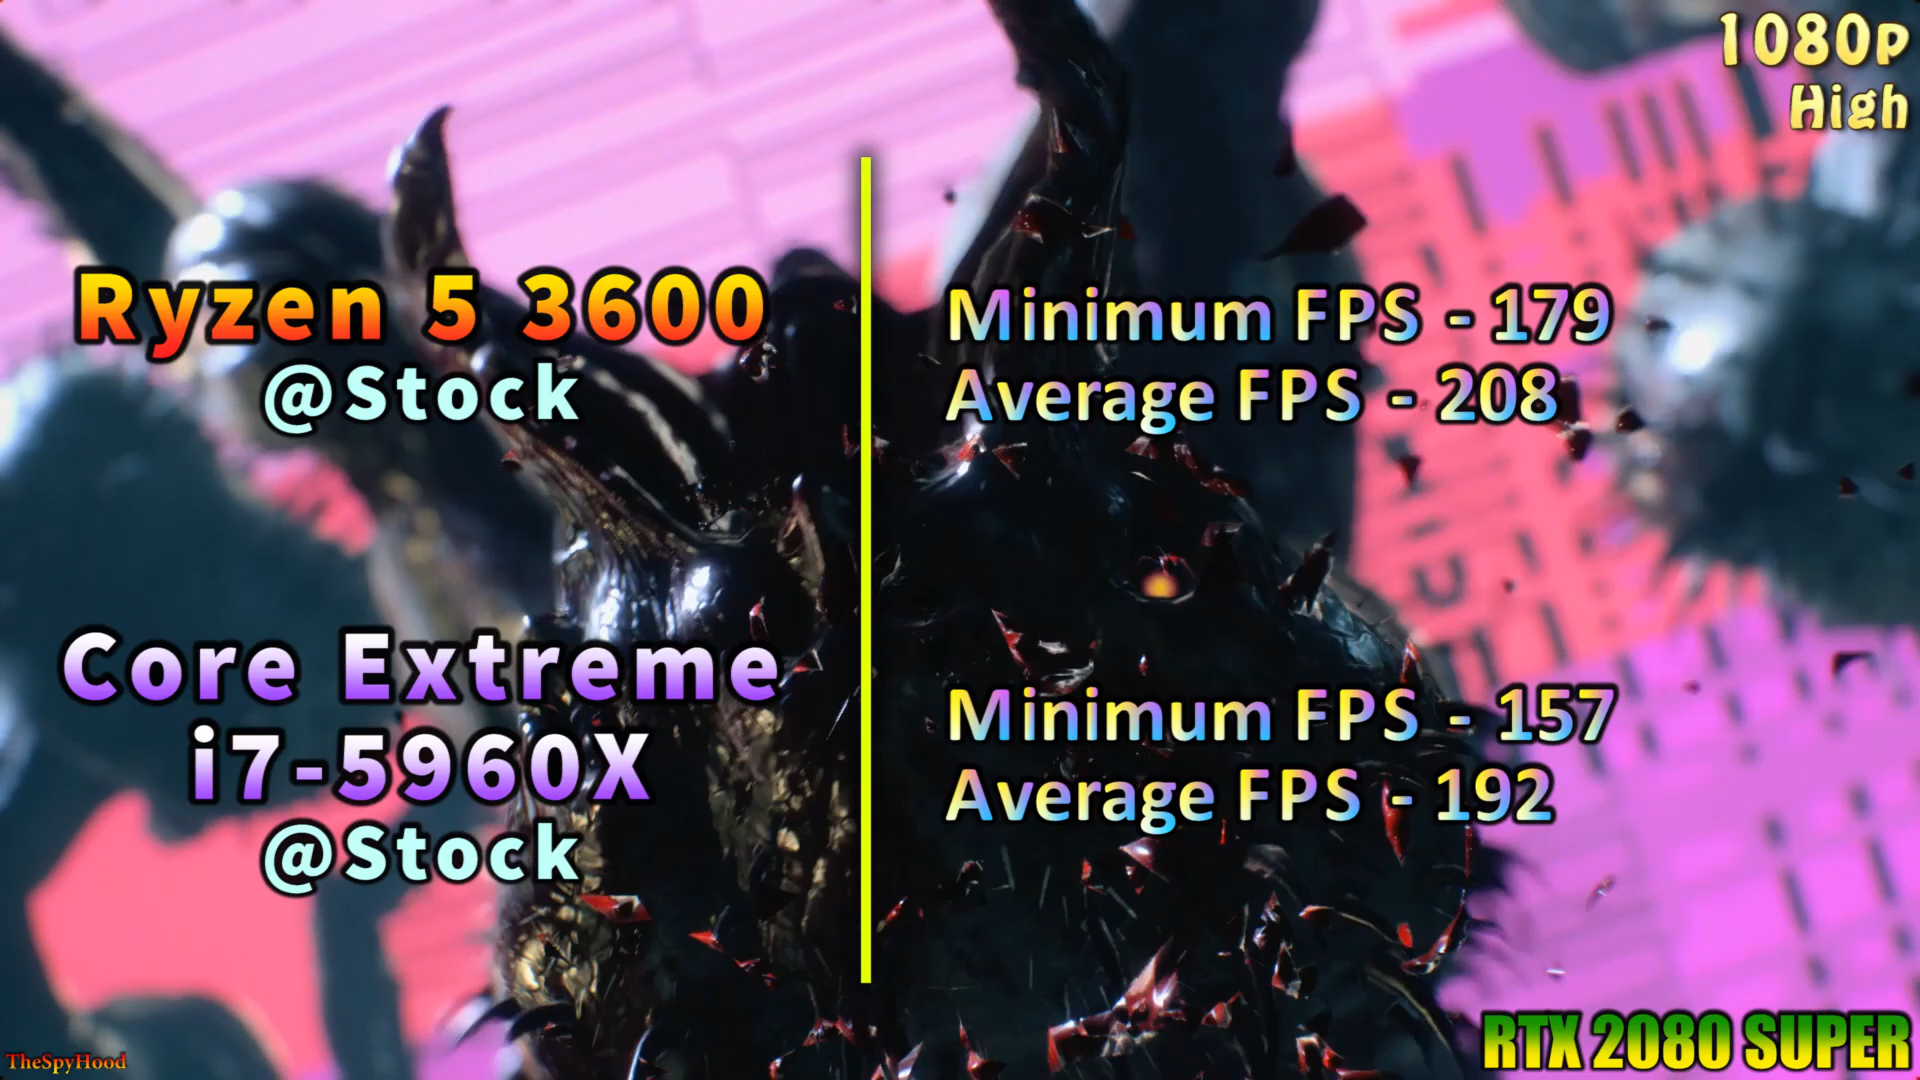 1080p
High
Ryzen 5 3600
@Stock
Minimum FPS - 179
Average FPS - 208
Core Extreme
i7-5960X
@Stock
Minimum FPS - 157
Average FPS - 192
TheSpyHood
RTX 2080 SUPER